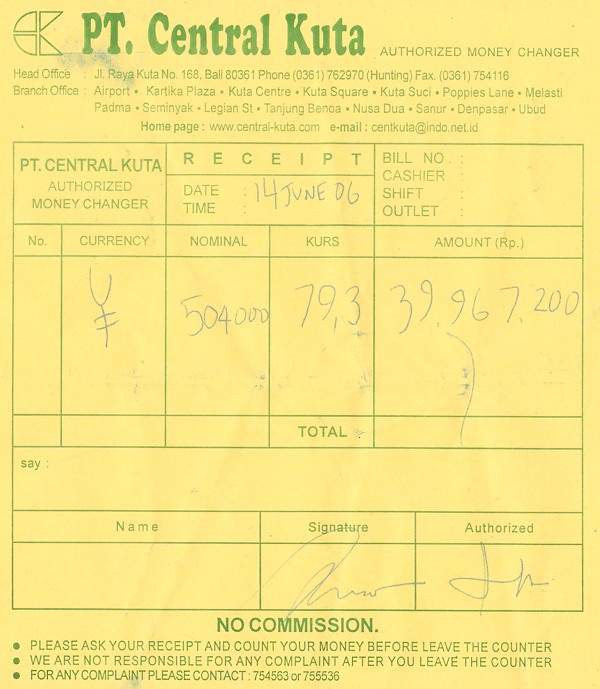 PT. Central Kuta AUTHORIZED MONEY CHANGER
Head Office : Jl. Raya Kuta No. 168, Bali 80361 Phone (0361) 762970 (Hunting) Fax. (0361) 754116
Branch Office : Airport • Kartika Plaza • Kuta Centre • Kuta Square • Kuta Suci • Poppies Lane • Melasti
Padma • Seminyak • Legian St • Tanjung Benoa • Nusa Dua • Sanur • Denpasar • Ubud
Home page : www.central-kuta.com e-mail : centkuta@indo.net.id
PT. CENTRAL KUTA
AUTHORIZED
MONEY CHANGER
RECEIPT
DATE : 14 JUNE 06
TIME :
BILL NO. :
CASHIER :
SHIFT :
OUTLET :
No. CURRENCY NOMINAL KURS AMOUNT (Rp.)
¥ 504000 79,3 39.967.200
TOTAL
say :
Name Signature Authorized
NO COMMISSION.
• PLEASE ASK YOUR RECEIPT AND COUNT YOUR MONEY BEFORE LEAVE THE COUNTER
• WE ARE NOT RESPONSIBLE FOR ANY COMPLAINT AFTER YOU LEAVE THE COUNTER
• FOR ANY COMPLAINT PLEASE CONTACT : 754563 or 755536